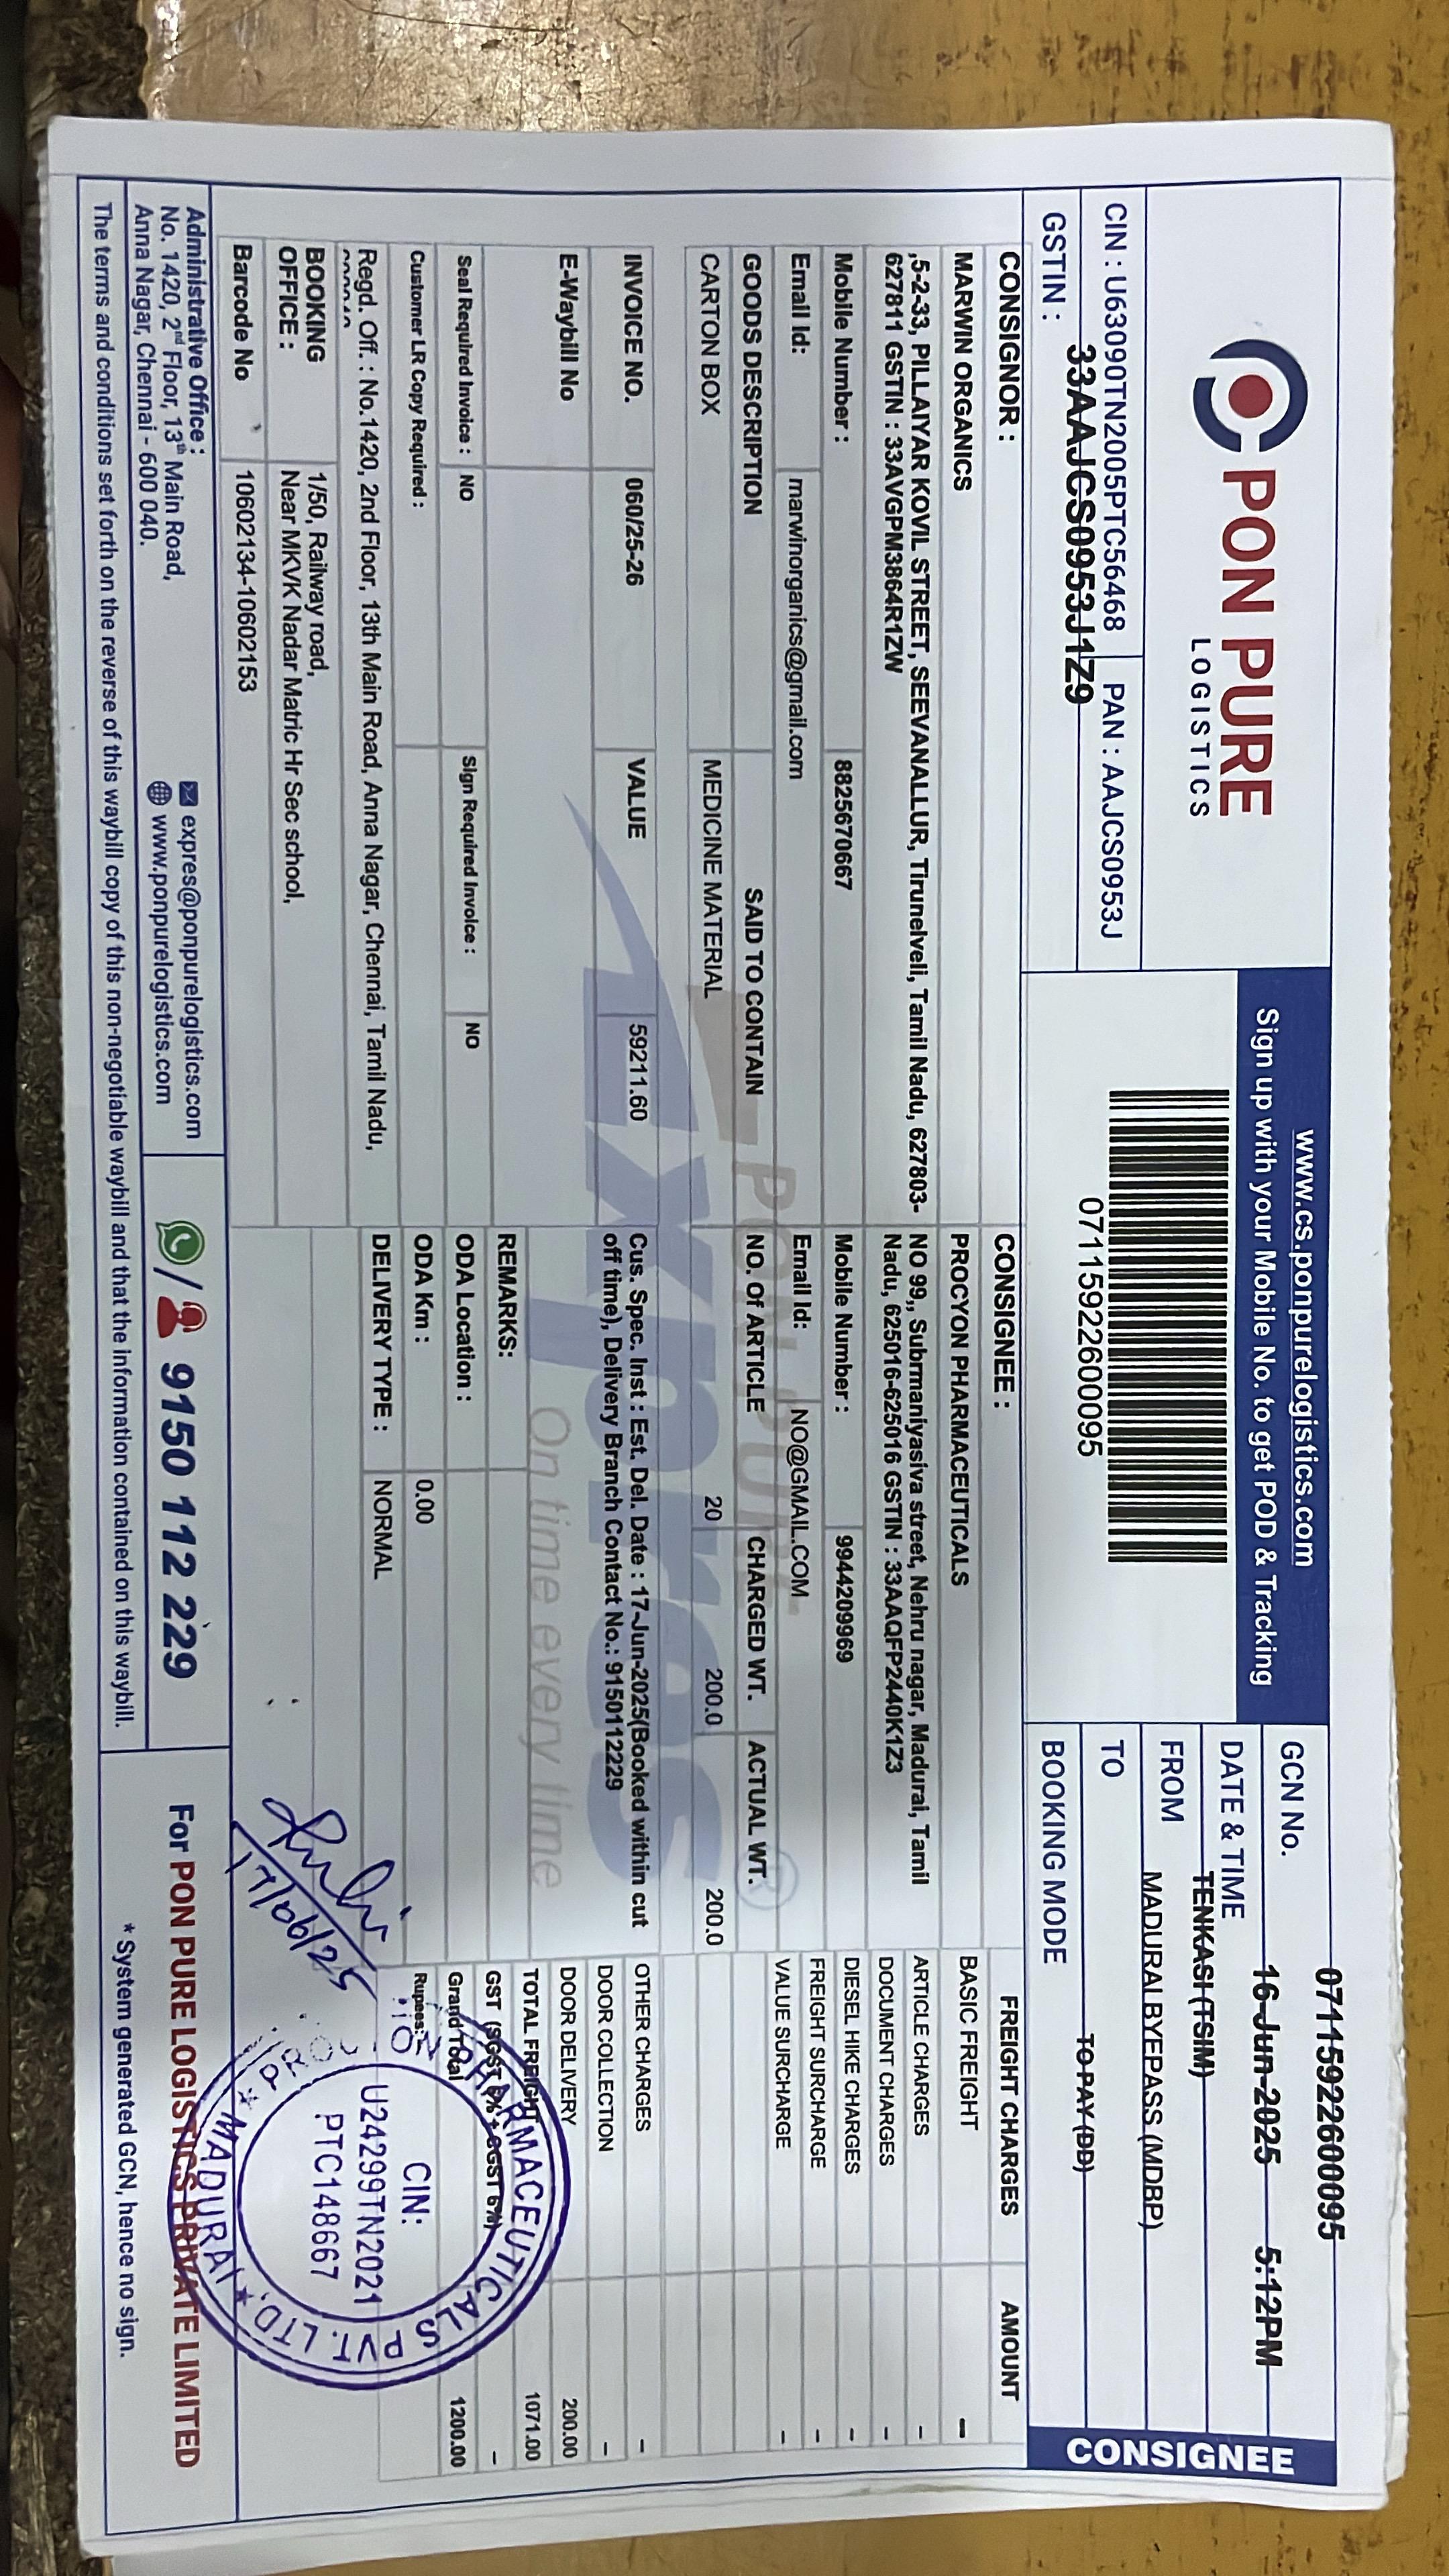 PON PURE
LOGISTICS
CIN : U63090TN2005PTC56468 PAN : AAJCS0953J
GSTIN : 33AAJCS0953J1Z9
www.cs.ponpurelogistics.com
Sign up with your Mobile No. to get POD & Tracking
07115922600095
GCN No. 07115922600095
DATE & TIME 16-Jun-2025 5:12PM
FROM TENKASI (TSIM)
TO MADURAI BYEPASS (MDBP)
BOOKING MODE TO PAY (DD)
CONSIGNEE
CONSIGNOR :
MARWIN ORGANICS
,5-2-33, PILLAIYAR KOVIL STREET, SEEVANALLUR, Tirunelveli, Tamil Nadu, 627803-
627811 GSTIN : 33AVGPM3864R1ZW
Mobile Number : 8825670667
Email Id: marwinorganics@gmail.com
CONSIGNEE :
PROCYON PHARMACEUTICALS
NO 99,, Subrmaniyasiva street, Nehru nagar, Madurai, Tamil
Nadu, 625016-625016 GSTIN : 33AAQFP2440K1Z3
Mobile Number : 9944209969
Email Id: NO@GMAIL.COM
GOODS DESCRIPTION SAID TO CONTAIN NO. OF ARTICLE CHARGED WT. ACTUAL WT.
CARTON BOX MEDICINE MATERIAL 20 200.0 200.0
INVOICE NO. 060/25-26 VALUE 59211.60
E-Waybill No
Seal Required Invoice : NO Sign Required Invoice : NO
Customer LR Copy Required :
Regd. Off. : No.1420, 2nd Floor, 13th Main Road, Anna Nagar, Chennai, Tamil Nadu,
BOOKING OFFICE : 1/50, Railway road,
Near MKVK Nadar Matric Hr Sec school,
Barcode No 10602134-10602153
Cus. Spec. Inst : Est. Del. Date : 17-Jun-2025(Booked within cut
off time), Delivery Branch Contact No.: 9150112229
REMARKS:
ODA Location :
ODA Km : 0.00
DELIVERY TYPE : NORMAL
PON PURE
Expres
On time every time
FREIGHT CHARGES AMOUNT
BASIC FREIGHT –
ARTICLE CHARGES –
DOCUMENT CHARGES –
DIESEL HIKE CHARGES –
FREIGHT SURCHARGE –
VALUE SURCHARGE –
OTHER CHARGES –
DOOR COLLECTION –
DOOR DELIVERY 200.00
TOTAL FREIGHT 1071.00
GST (SGST 6% + CGST 6%) –
Grand Total 1200.00
Rupees:-
17/06/25
PHARMACEUTICALS PVT. LTD.
★ MADURAI ★
CIN:
U24299TN2021
PTC148667
Administrative Office :
No. 1420, 2nd Floor, 13th Main Road,
Anna Nagar, Chennai - 600 040.
expres@ponpurelogistics.com
www.ponpurelogistics.com
/ 9150 112 229
For PON PURE LOGISTICS PRIVATE LIMITED
The terms and conditions set forth on the reverse of this waybill copy of this non-negotiable waybill and that the information contained on this waybill.
* System generated GCN, hence no sign.